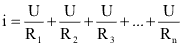 i = U/R₁ + U/R₂ + U/R₃ + ... + U/Rₙ